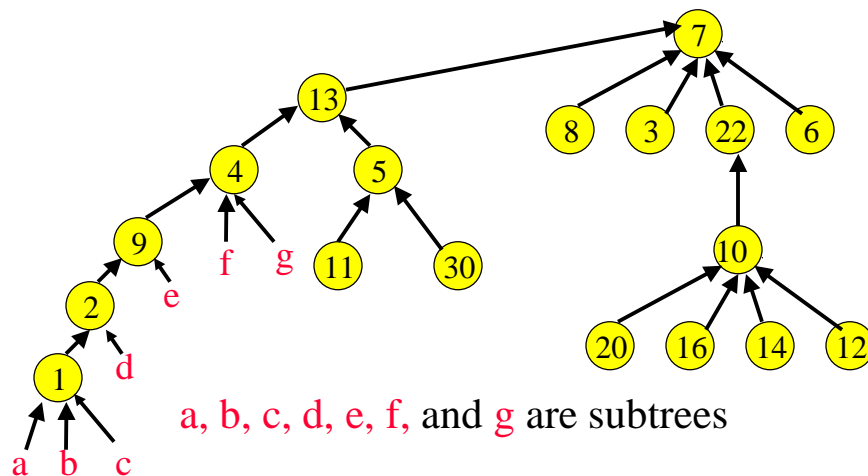 7
13
8 3 22 6
4 5
9 f g 11 30 10
e
2
20 16 14 12
d
1
a, b, c, d, e, f, and g are subtrees
a b c